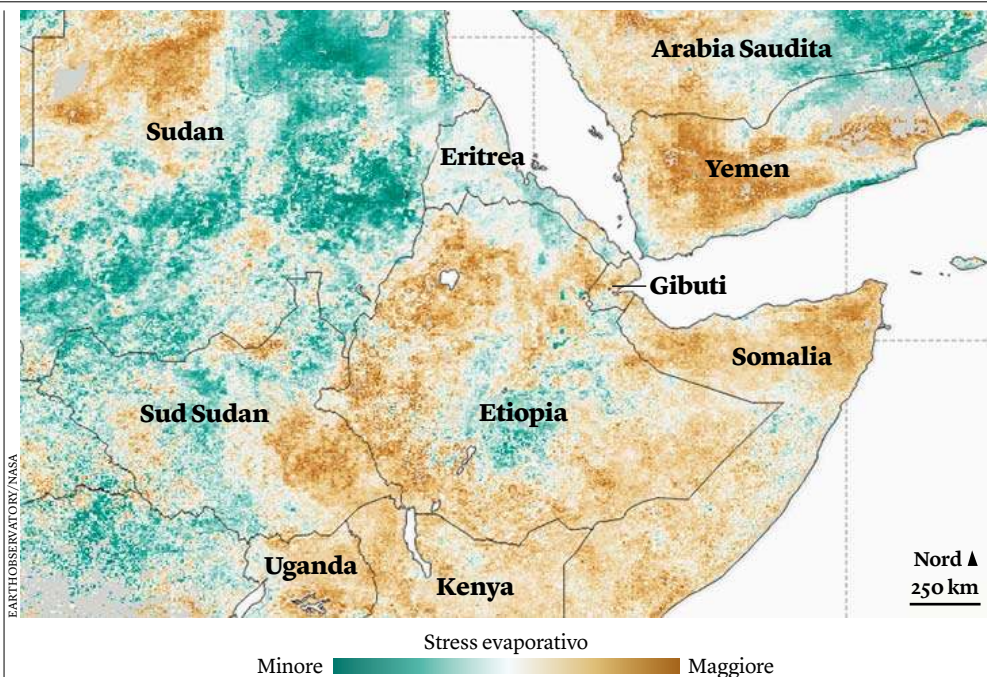 Arabia Saudita
Sudan
Eritrea
Yemen
Gibuti
Somalia
Sud Sudan
Etiopia
Uganda
Kenya
Nord
250 km
EARTHOBSERVATORY/NASA
Stress evaporativo
Minore
Maggiore